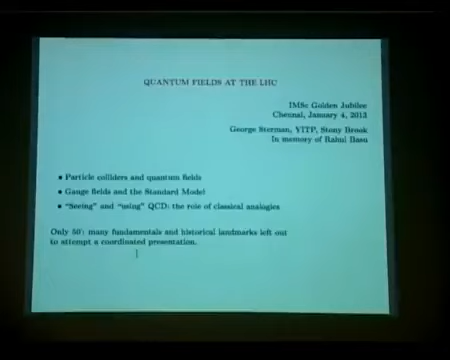 QUANTUM FIELDS AT THE LHC
IMSc Golden Jubilee
Chennai, January 4, 2013
George Sterman, YITP, Stony Brook
In memory of Rahul Basu
• Particle colliders and quantum fields
• Gauge fields and the Standard Model
• "Seeing" and "using" QCD: the role of classical analogies
Only 50': many fundamentals and historical landmarks left out
to attempt a coordinated presentation.